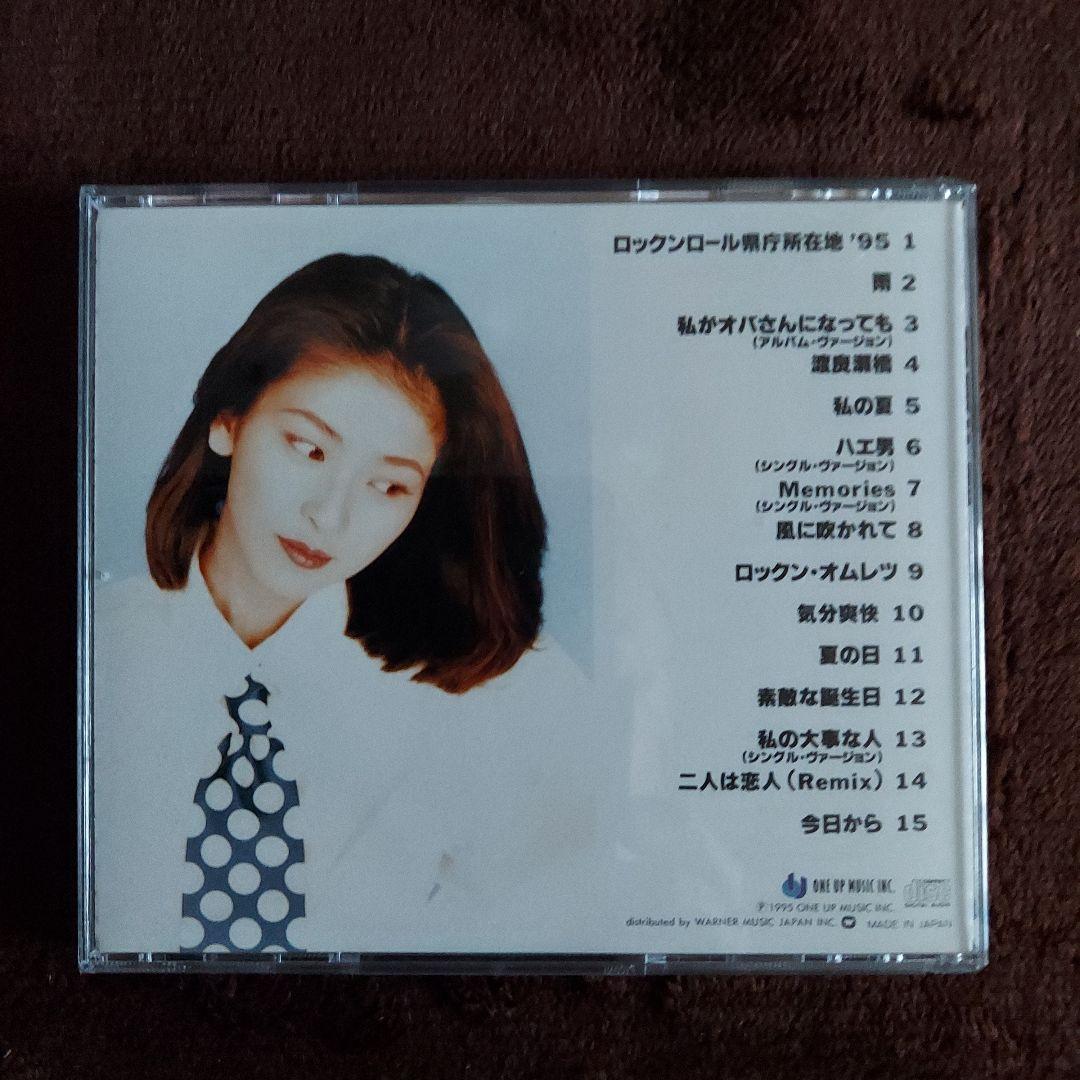 ロックンロール県庁所在地 '95 1
雨 2
私がオバさんになっても 3
(アルバム・ヴァージョン)
渡良瀬橋 4
私の夏 5
ハエ男 6
(シングル・ヴァージョン)
Memories 7
(シングル・ヴァージョン)
風に吹かれて 8
ロックン・オムレツ 9
気分爽快 10
夏の日 11
素敵な誕生日 12
私の大事な人 13
(シングル・ヴァージョン)
二人は恋人 (Remix) 14
今日から 15
ONE UP MUSIC INC.
COMPACT disc DIGITAL AUDIO
Ⓟ1995 ONE UP MUSIC INC.
distributed by WARNER MUSIC JAPAN INC. MADE IN JAPAN